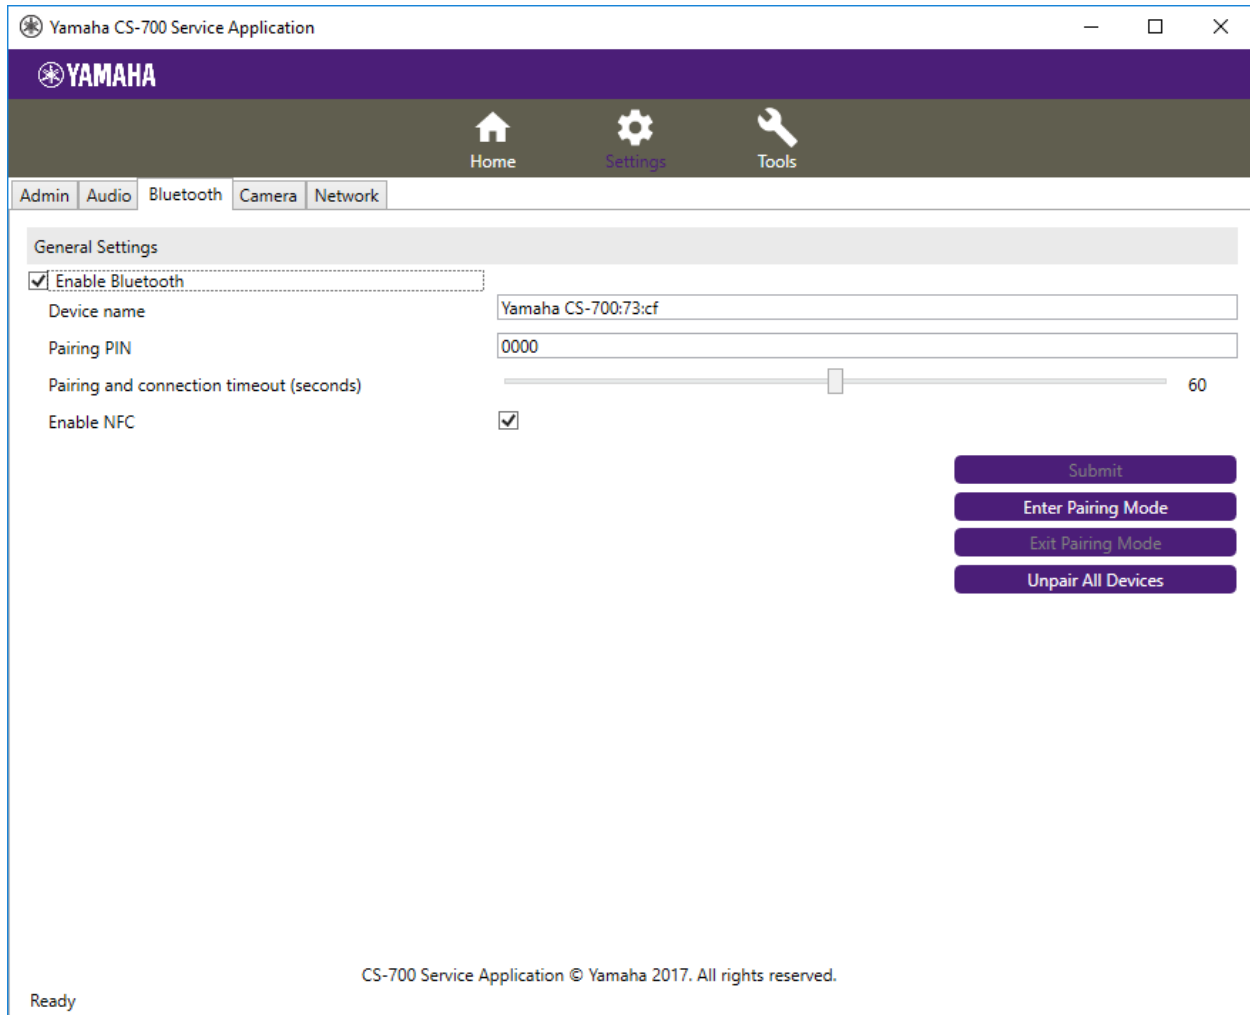 Yamaha CS-700 Service Application
YAMAHA
Home Settings Tools
Admin Audio Bluetooth Camera Network
General Settings
Enable Bluetooth
Device name Yamaha CS-700:73:cf
Pairing PIN 0000
Pairing and connection timeout (seconds) 60
Enable NFC
Submit
Enter Pairing Mode
Exit Pairing Mode
Unpair All Devices
CS-700 Service Application © Yamaha 2017. All rights reserved.
Ready